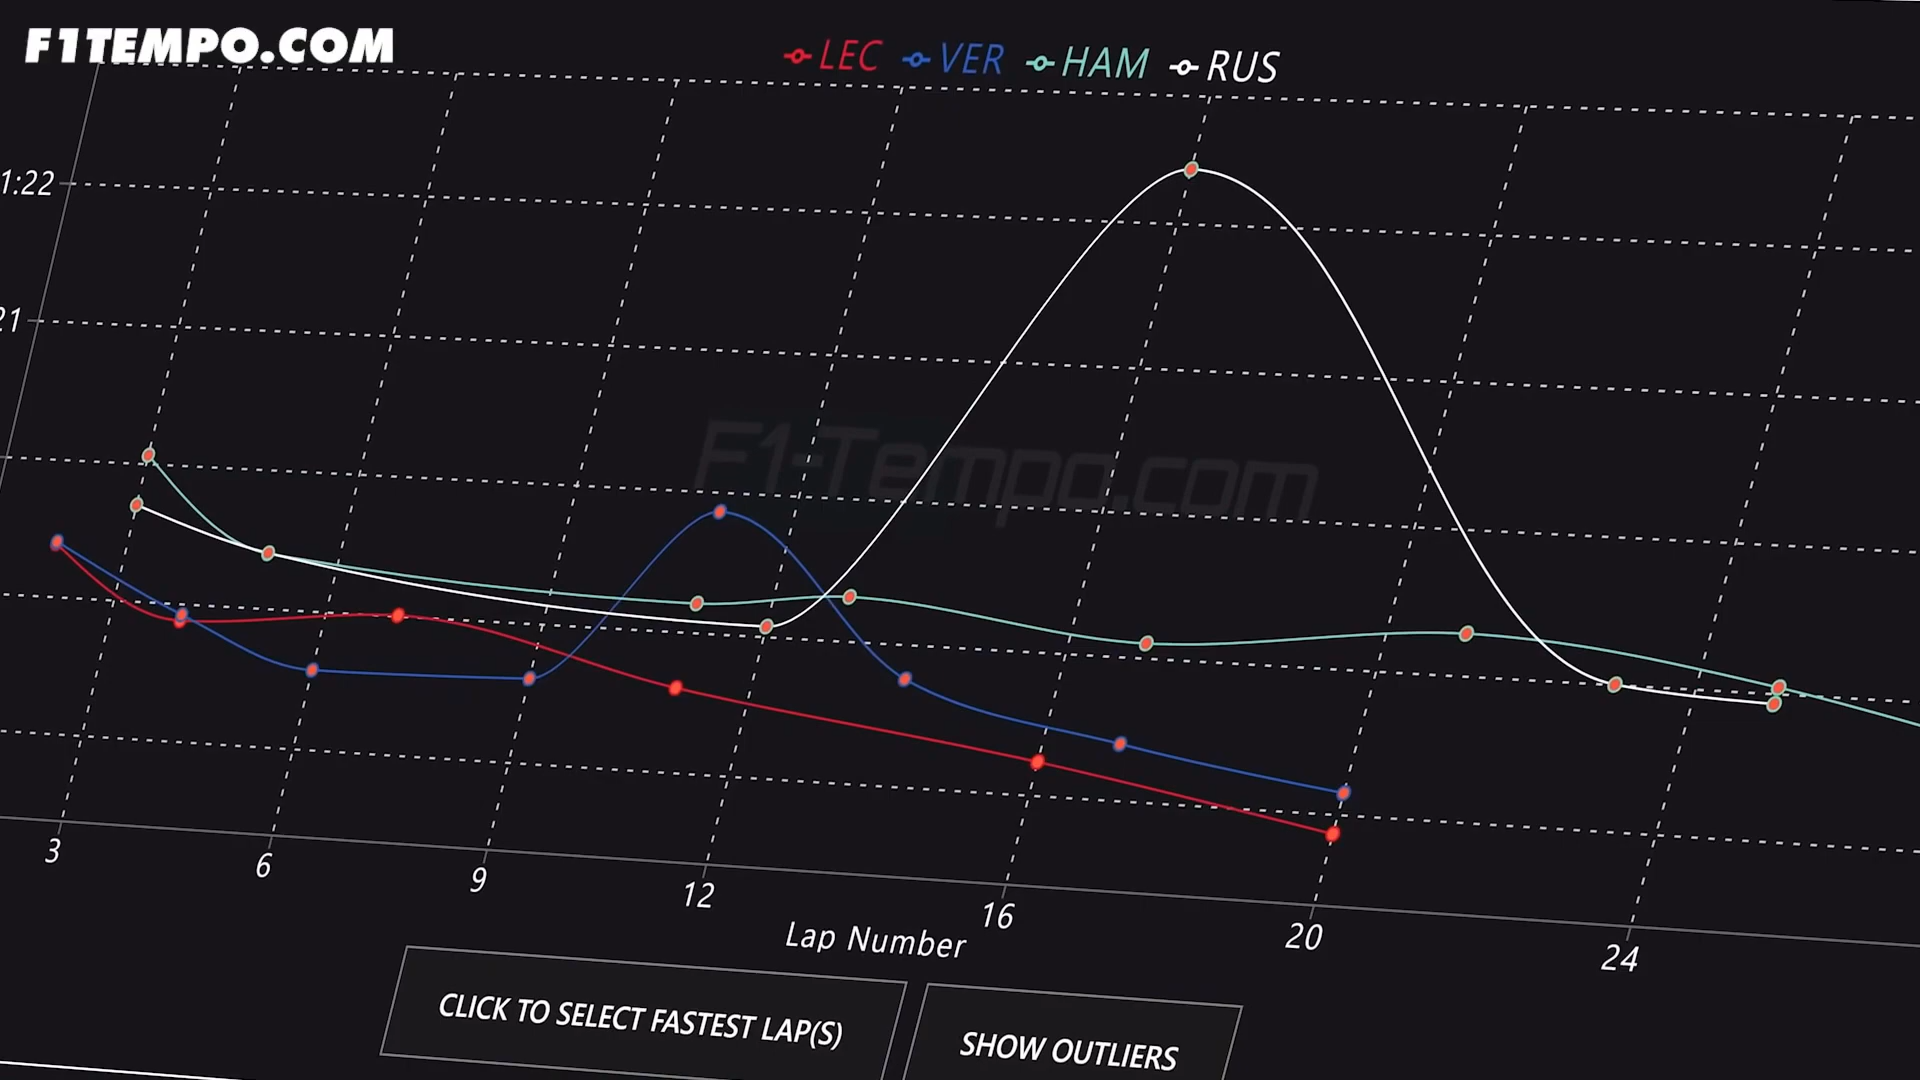 F1TEMPO.COM
LEC VER HAM RUS
1:22
21
F1-Tempo.com
3 6 9 12 16 20 24
Lap Number
CLICK TO SELECT FASTEST LAP(S)
SHOW OUTLIERS